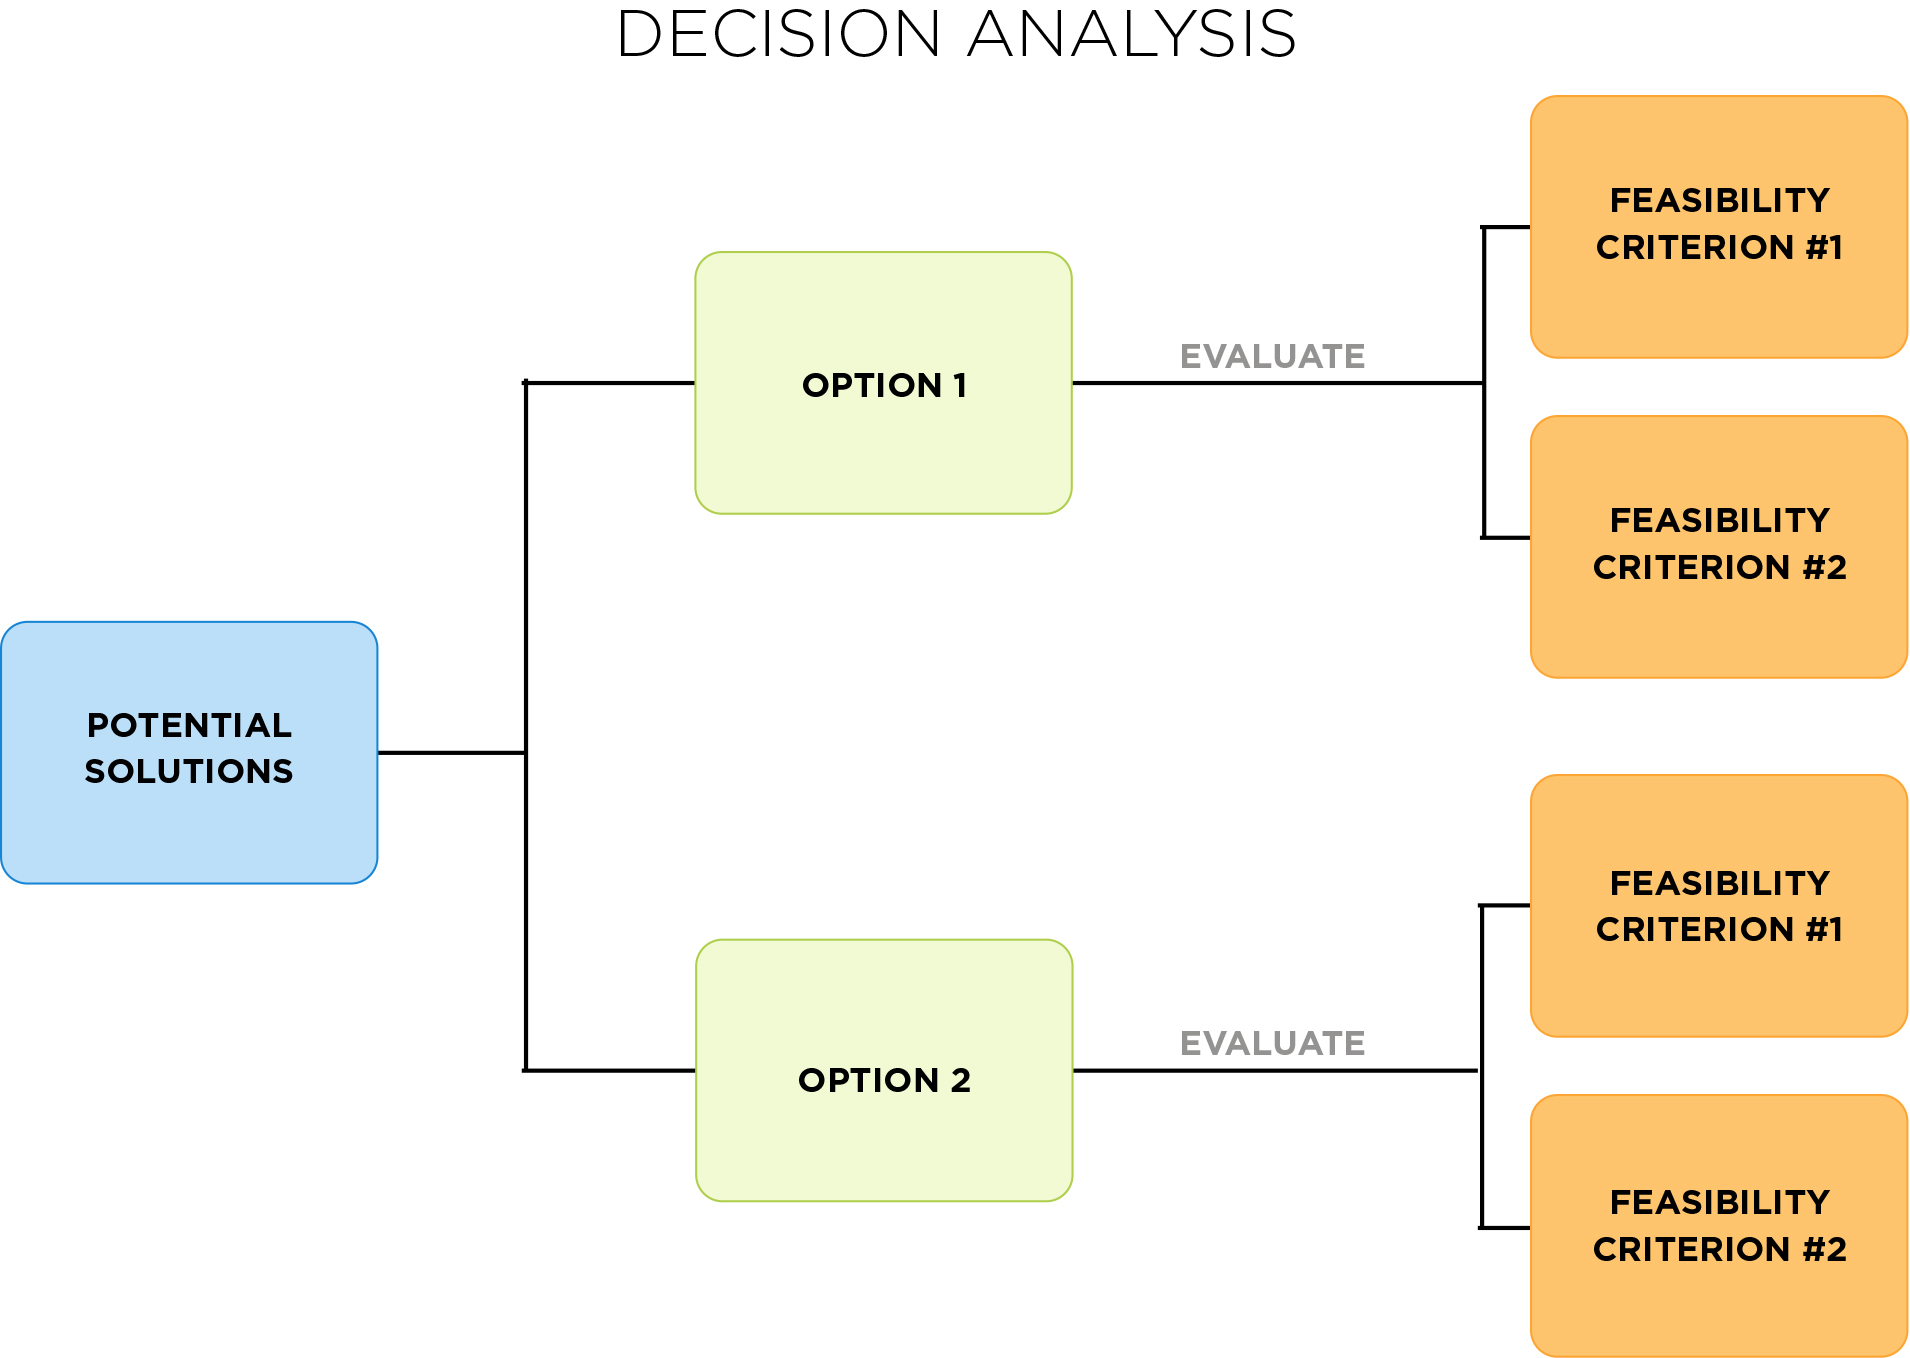 DECISION ANALYSIS
FEASIBILITY
CRITERION #1
EVALUATE
OPTION 1
FEASIBILITY
CRITERION #2
POTENTIAL
SOLUTIONS
FEASIBILITY
CRITERION #1
EVALUATE
OPTION 2
FEASIBILITY
CRITERION #2